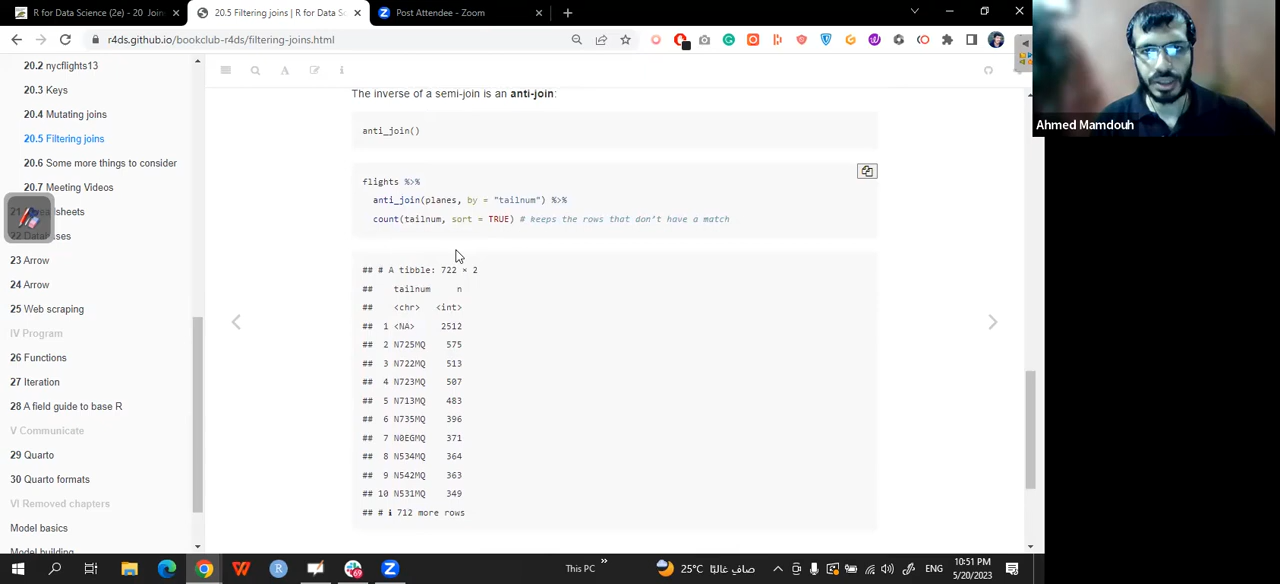 R for Data Science (2e) - 20 Join
20.5 Filtering joins | R for Data Sc
Post Attendee - Zoom
r4ds.github.io/bookclub-r4ds/filtering-joins.html
Ahmed Mamdouh
20.2 nycflights13
20.3 Keys
20.4 Mutating joins
20.5 Filtering joins
20.6 Some more things to consider
20.7 Meeting Videos
23 Arrow
24 Arrow
25 Web scraping
IV Program
26 Functions
27 Iteration
28 A field guide to base R
V Communicate
29 Quarto
30 Quarto formats
VI Removed chapters
Model basics
Model building
The inverse of a semi-join is an anti-join:
anti_join()
flights %>%
anti_join(planes, by = "tailnum") %>%
count(tailnum, sort = TRUE) # keeps the rows that don't have a match
## # A tibble: 722 × 2
## tailnum n
## <chr> <int>
## 1 <NA> 2512
## 2 N725MQ 575
## 3 N722MQ 513
## 4 N723MQ 507
## 5 N713MQ 483
## 6 N735MQ 396
## 7 N0EGMQ 371
## 8 N534MQ 364
## 9 N542MQ 363
## 10 N531MQ 349
## # ℹ 712 more rows
This PC
25°C صافي غالبًا
ENG
10:51 PM
5/20/2023